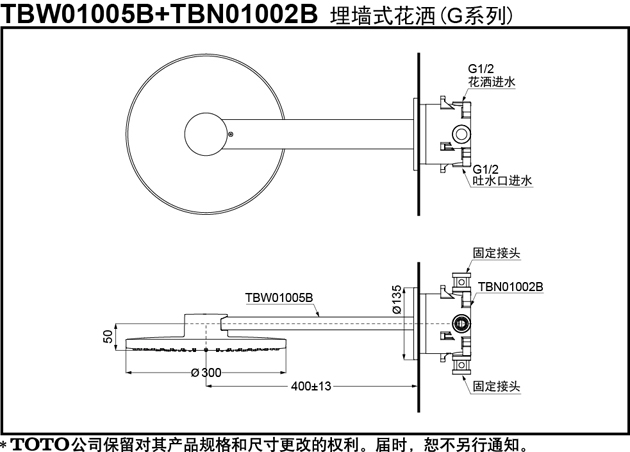 TBW01005B+TBN01002B 埋墙式花洒(G系列)
G1/2
花洒进水
G1/2
吐水口进水
固定接头
TBW01005B
Ø135
TBN01002B
50
Ø300
400±13
固定接头
* TOTO公司保留对其产品规格和尺寸更改的权利。届时，恕不另行通知。